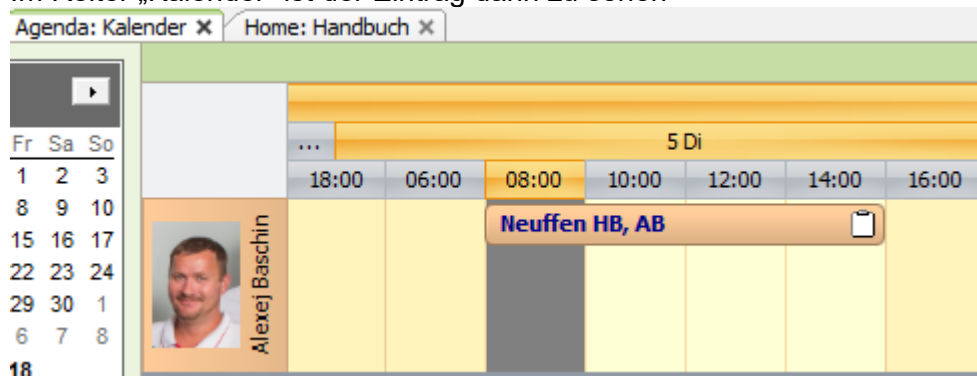 Im Reiter „Kalender“ ist der Eintrag dann zu sehen
Agenda: Kalender Home: Handbuch
Fr Sa So
1 2 3
8 9 10
15 16 17
22 23 24
29 30 1
6 7 8
18
... 5 Di
18:00 06:00 08:00 10:00 12:00 14:00 16:00
Neuffen HB, AB
Alexej Baschin